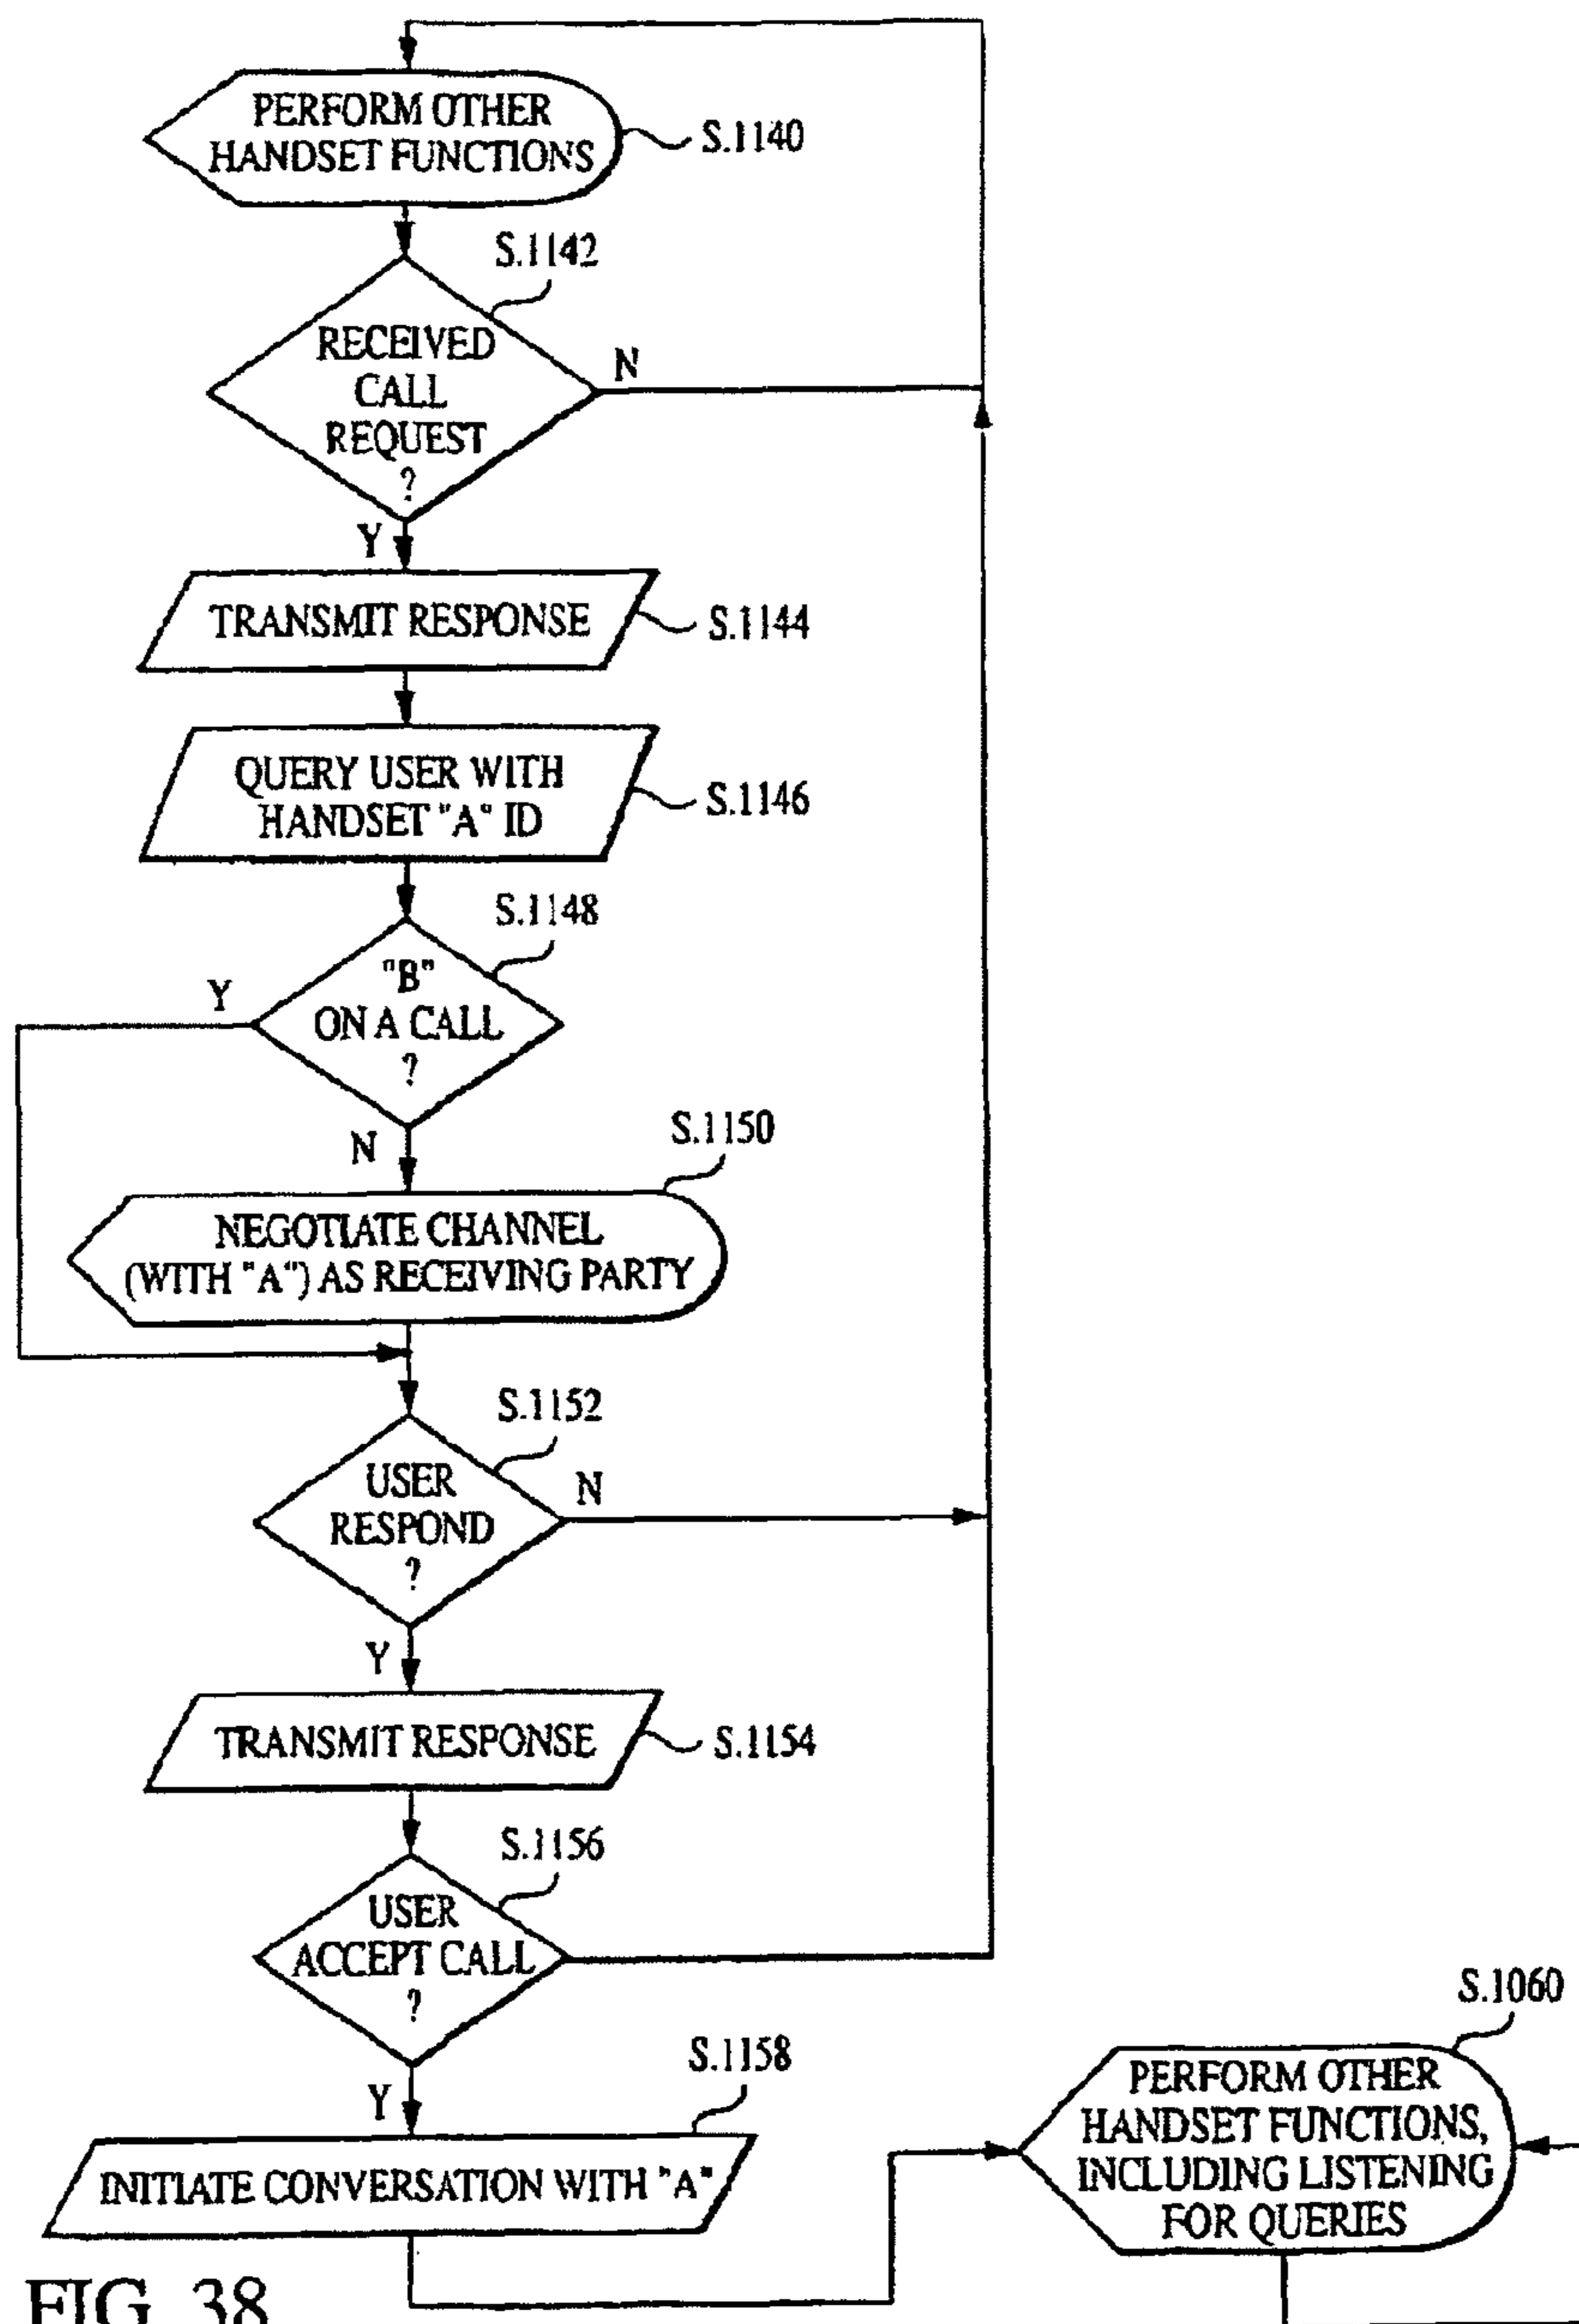 PERFORM OTHER
HANDSET FUNCTIONS
S.1140
S.1142
RECEIVED
CALL
REQUEST
?
N
Y
TRANSMIT RESPONSE
S.1144
QUERY USER WITH
HANDSET "A" ID
S.1146
S.1148
"B"
ON A CALL
?
Y
N
S.1150
NEGOTIATE CHANNEL
(WITH "A") AS RECEIVING PARTY
S.1152
USER
RESPOND
?
N
Y
TRANSMIT RESPONSE
S.1154
S.1156
USER
ACCEPT CALL
?
Y
S.1158
INITIATE CONVERSATION WITH "A"
S.1060
PERFORM OTHER
HANDSET FUNCTIONS,
INCLUDING LISTENING
FOR QUERIES
FIG. 38